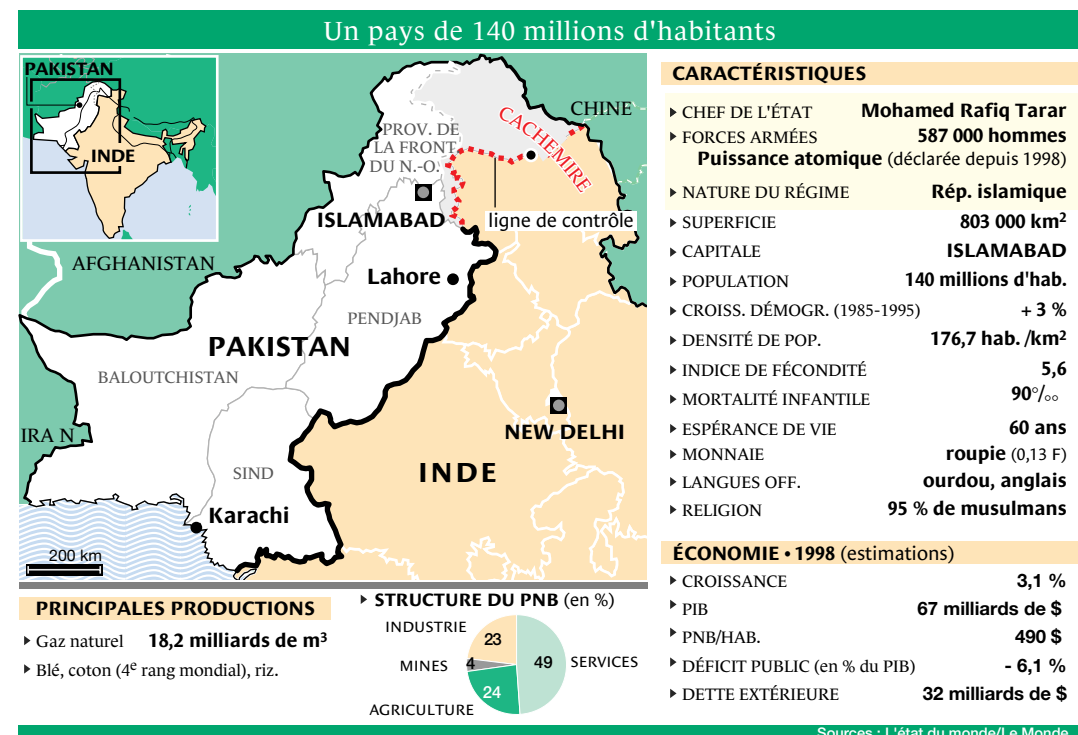 Un pays de 140 millions d'habitants
PAKISTAN
INDE
CHINE
CACHEMIRE
PROV. DE
LA FRONT
DU N.-O.
ISLAMABAD
ligne de contrôle
AFGHANISTAN
Lahore
PENDJAB
PAKISTAN
BALOUTCHISTAN
NEW DELHI
IRA N
INDE
SIND
Karachi
200 km
CARACTÉRISTIQUES
CHEF DE L'ÉTAT Mohamed Rafiq Tarar
FORCES ARMÉES 587 000 hommes
Puissance atomique (déclarée depuis 1998)
NATURE DU RÉGIME Rép. islamique
SUPERFICIE 803 000 km²
CAPITALE ISLAMABAD
POPULATION 140 millions d'hab.
CROISS. DÉMOGR. (1985-1995) + 3 %
DENSITÉ DE POP. 176,7 hab. /km²
INDICE DE FÉCONDITÉ 5,6
MORTALITÉ INFANTILE 90°/₀₀
ESPÉRANCE DE VIE 60 ans
MONNAIE roupie (0,13 F)
LANGUES OFF. ourdou, anglais
RELIGION 95 % de musulmans
ÉCONOMIE • 1998 (estimations)
CROISSANCE 3,1 %
PIB 67 milliards de $
PNB/HAB. 490 $
DÉFICIT PUBLIC (en % du PIB) - 6,1 %
DETTE EXTÉRIEURE 32 milliards de $
PRINCIPALES PRODUCTIONS
Gaz naturel 18,2 milliards de m³
Blé, coton (4e rang mondial), riz.
STRUCTURE DU PNB (en %)
INDUSTRIE 23
MINES 4
49 SERVICES
AGRICULTURE 24
Sources : L'état du monde/Le Monde